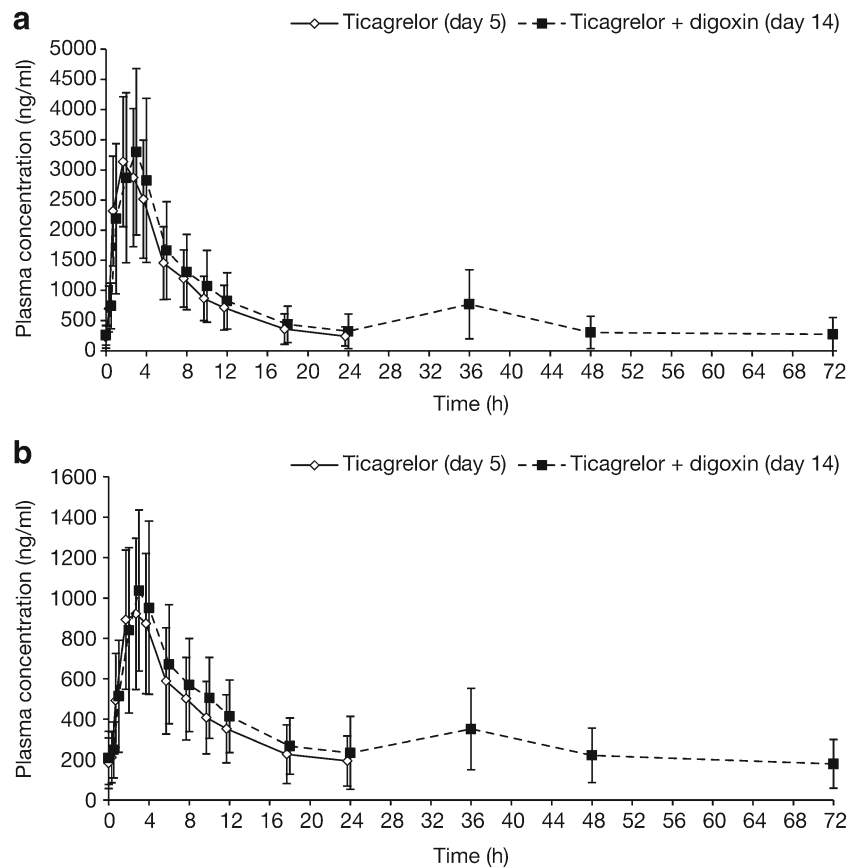 a
Ticagrelor (day 5) Ticagrelor + digoxin (day 14)
Plasma concentration (ng/ml)
5000
4500
4000
3500
3000
2500
2000
1500
1000
500
0
0 4 8 12 16 20 24 28 32 36 40 44 48 52 56 60 64 68 72
Time (h)
b
Ticagrelor (day 5) Ticagrelor + digoxin (day 14)
Plasma concentration (ng/ml)
1600
1400
1200
1000
800
600
400
200
0
0 4 8 12 16 20 24 28 32 36 40 44 48 52 56 60 64 68 72
Time (h)